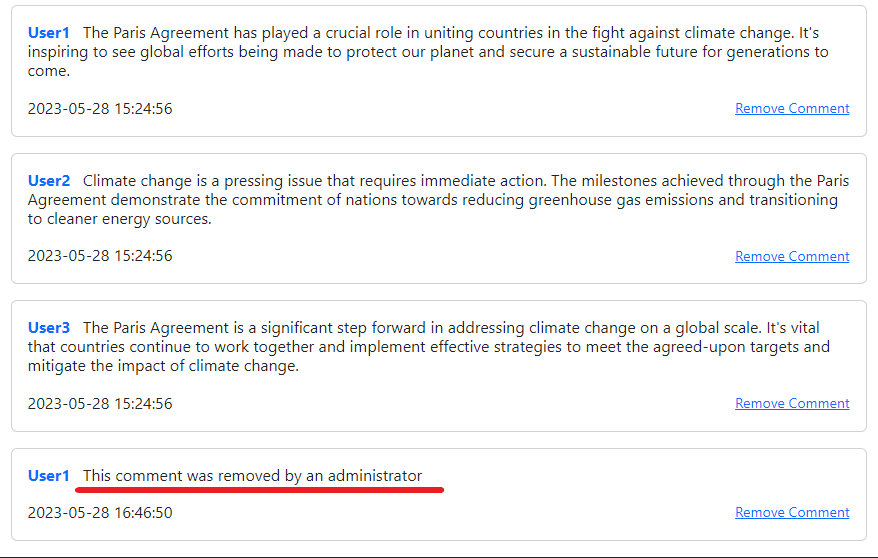 User1 The Paris Agreement has played a crucial role in uniting countries in the fight against climate change. It's
inspiring to see global efforts being made to protect our planet and secure a sustainable future for generations to
come.
2023-05-28 15:24:56 Remove Comment
User2 Climate change is a pressing issue that requires immediate action. The milestones achieved through the Paris
Agreement demonstrate the commitment of nations towards reducing greenhouse gas emissions and transitioning
to cleaner energy sources.
2023-05-28 15:24:56 Remove Comment
User3 The Paris Agreement is a significant step forward in addressing climate change on a global scale. It's vital
that countries continue to work together and implement effective strategies to meet the agreed-upon targets and
mitigate the impact of climate change.
2023-05-28 15:24:56 Remove Comment
User1 This comment was removed by an administrator
2023-05-28 16:46:50 Remove Comment